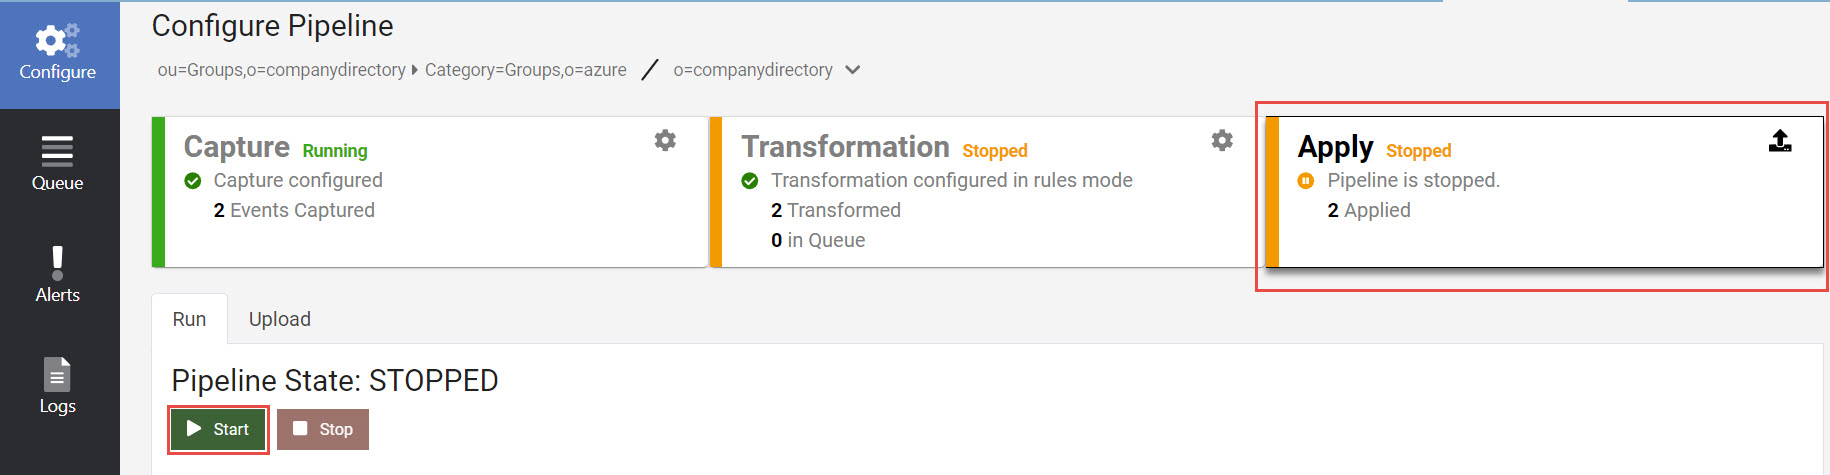 Configure
Queue
Alerts
Logs
Configure Pipeline
ou=Groups,o=companydirectory Category=Groups,o=azure / o=companydirectory
Capture Running
Capture configured
2 Events Captured
Transformation Stopped
Transformation configured in rules mode
2 Transformed
0 in Queue
Apply Stopped
Pipeline is stopped.
2 Applied
Run Upload
Pipeline State: STOPPED
Start Stop